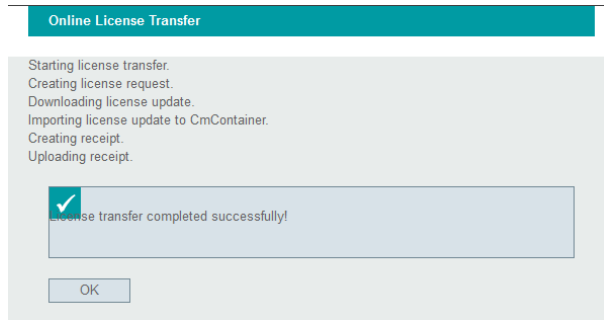 Online License Transfer
Starting license transfer.
Creating license request.
Downloading license update.
Importing license update to CmContainer.
Creating receipt.
Uploading receipt.
License transfer completed successfully!
OK